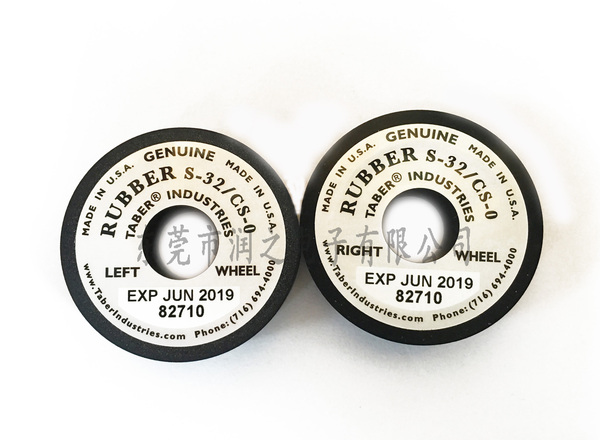 GENUINE
MADE IN U.S.A. MADE IN U.S.A.
RUBBER S-32/CS-0
TABER® INDUSTRIES
LEFT WHEEL
EXP JUN 2019
82710
www.TaberIndustries.com Phone:(716) 694-4000
GENUINE
MADE IN U.S.A. MADE IN U.S.A.
RUBBER S-32/CS-0
TABER® INDUSTRIES
RIGHT WHEEL
EXP JUN 2019
82710
www.TaberIndustries.com Phone:(716) 694-4000
莞市润之 子有限公司